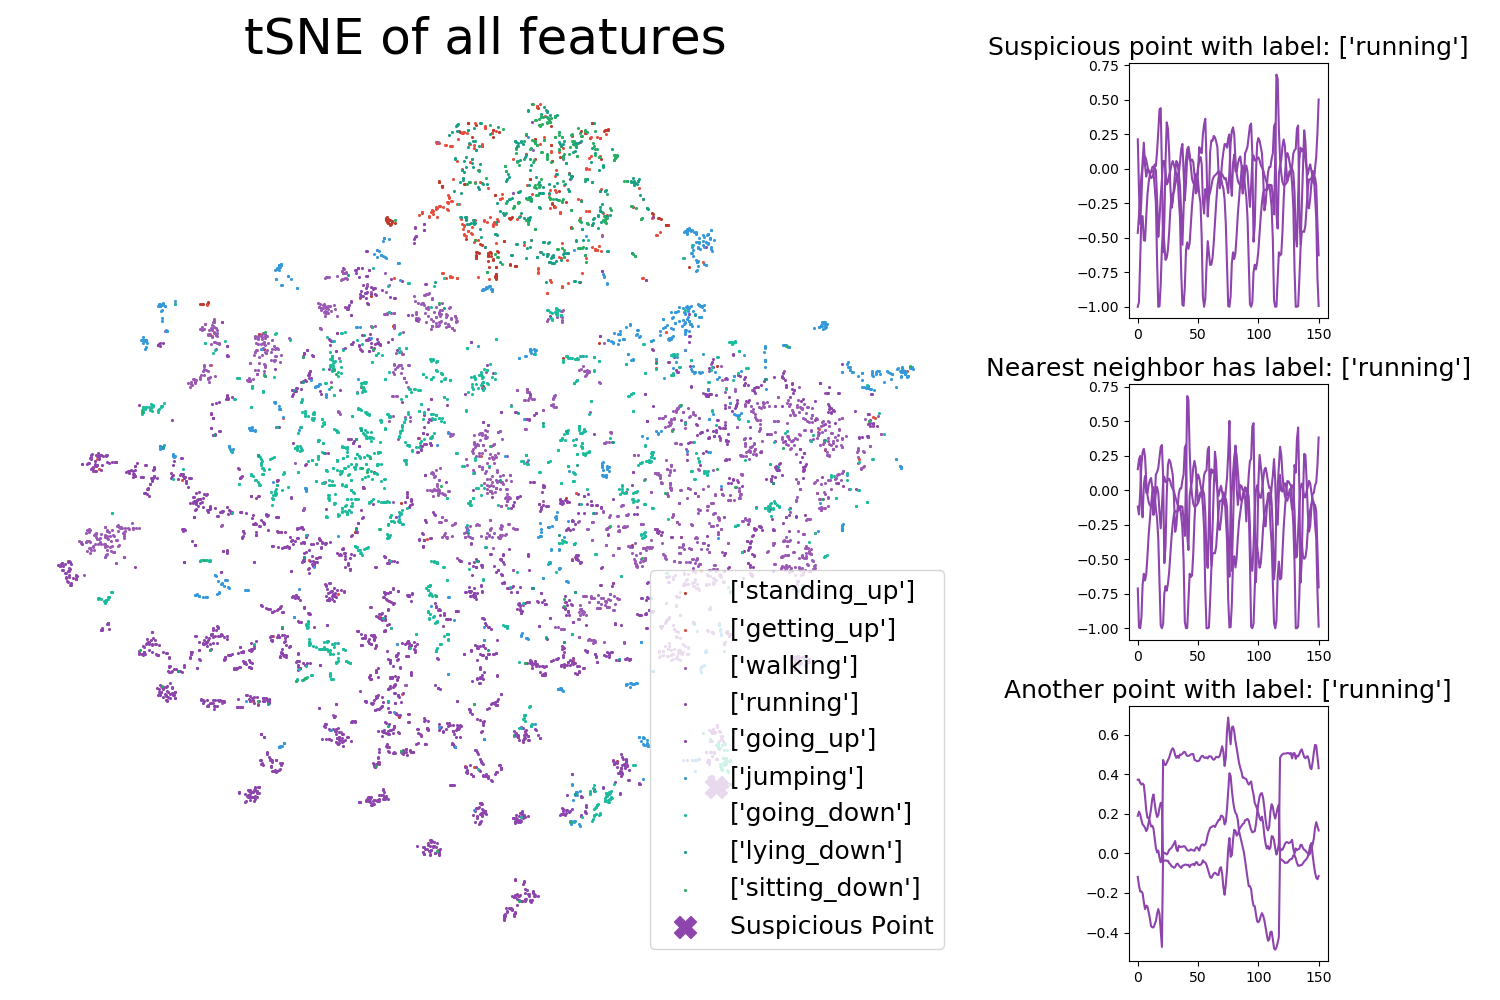 tSNE of all features
['standing_up']
['getting_up']
['walking']
['running']
['going_up']
['jumping']
['going_down']
['lying_down']
['sitting_down']
Suspicious Point
Suspicious point with label: ['running']
0.75
0.50
0.25
0.00
−0.25
−0.50
−0.75
−1.00
0 50 100 150
Nearest neighbor has label: ['running']
0.75
0.50
0.25
0.00
−0.25
−0.50
−0.75
−1.00
0 50 100 150
Another point with label: ['running']
0.6
0.4
0.2
0.0
−0.2
−0.4
0 50 100 150